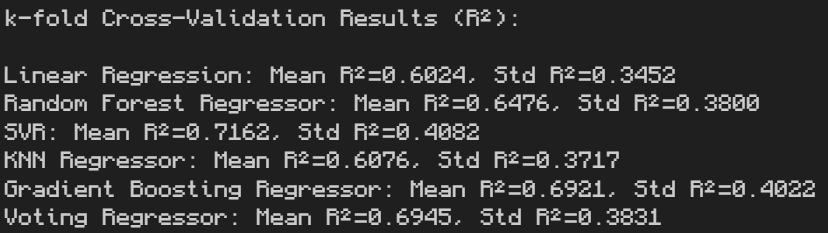 k-fold Cross-Validation Results (R²):
Linear Regression: Mean R²=0.6024, Std R²=0.3452
Random Forest Regressor: Mean R²=0.6476, Std R²=0.3800
SVR: Mean R²=0.7162, Std R²=0.4082
KNN Regressor: Mean R²=0.6076, Std R²=0.3717
Gradient Boosting Regressor: Mean R²=0.6921, Std R²=0.4022
Voting Regressor: Mean R²=0.6945, Std R²=0.3831